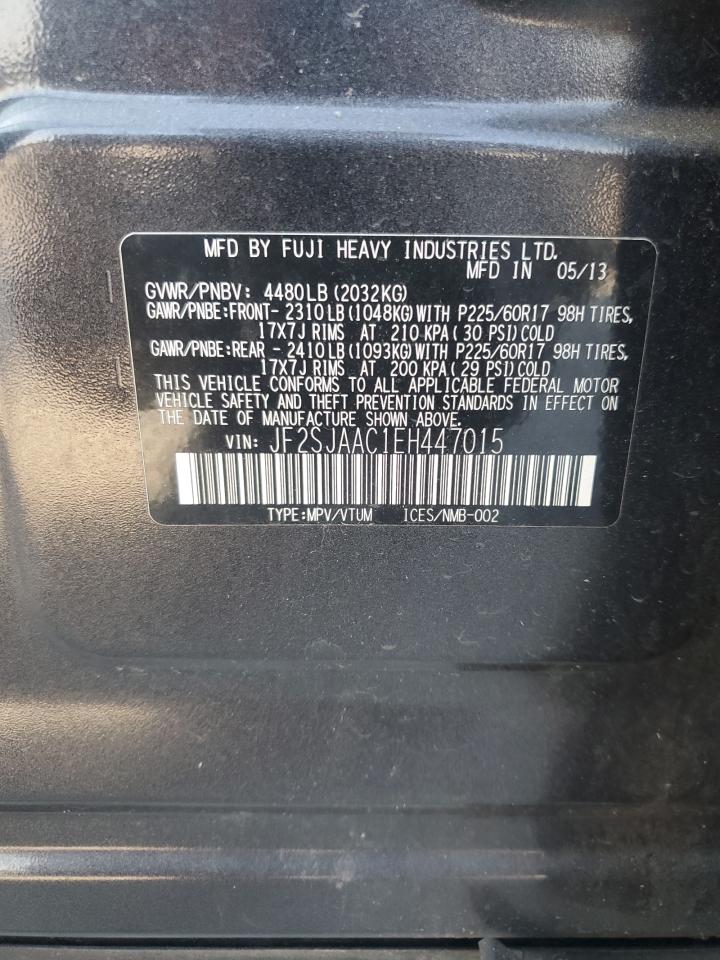 MFD BY FUJI HEAVY INDUSTRIES LTD.
MFD IN 05/13
GVWR/PNBV: 4480LB (2032KG)
GAWR/PNBE:FRONT- 2310LB (1048KG) WITH P225/60R17 98H TIRES,
17X7J RIMS AT 210 KPA( 30 PSI) COLD
GAWR/PNBE:REAR - 2410LB (1093KG) WITH P225/60R17 98H TIRES,
17X7J RIMS AT 200 KPA( 29 PSI) COLD
THIS VEHICLE CONFORMS TO ALL APPLICABLE FEDERAL MOTOR
VEHICLE SAFETY AND THEFT PREVENTION STANDARDS IN EFFECT ON
THE DATE OF MANUFACTURE SHOWN ABOVE.
VIN: JF2SJAAC1EH447015
TYPE:MPV/VTUM ICES/NMB-002